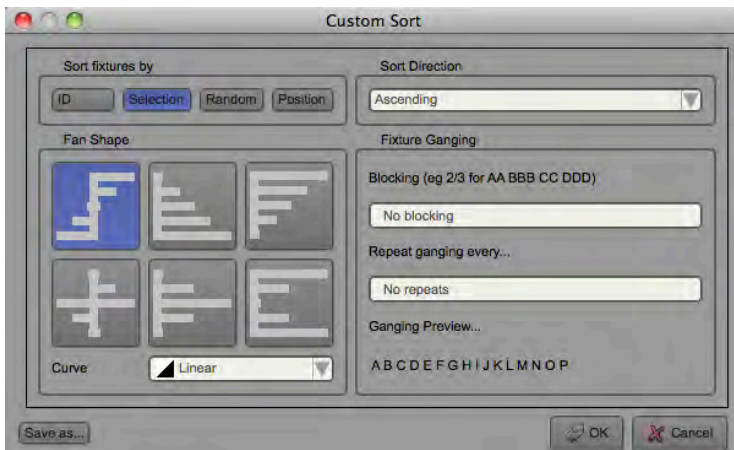 Custom Sort
Sort fixtures by
ID Selection Random Position
Sort Direction
Ascending
Fan Shape
Curve Linear
Fixture Ganging
Blocking (eg 2/3 for AA BBB CC DDD)
No blocking
Repeat ganging every...
No repeats
Ganging Preview...
A B C D E F G H I J K L M N O P
Save as...
OK
Cancel